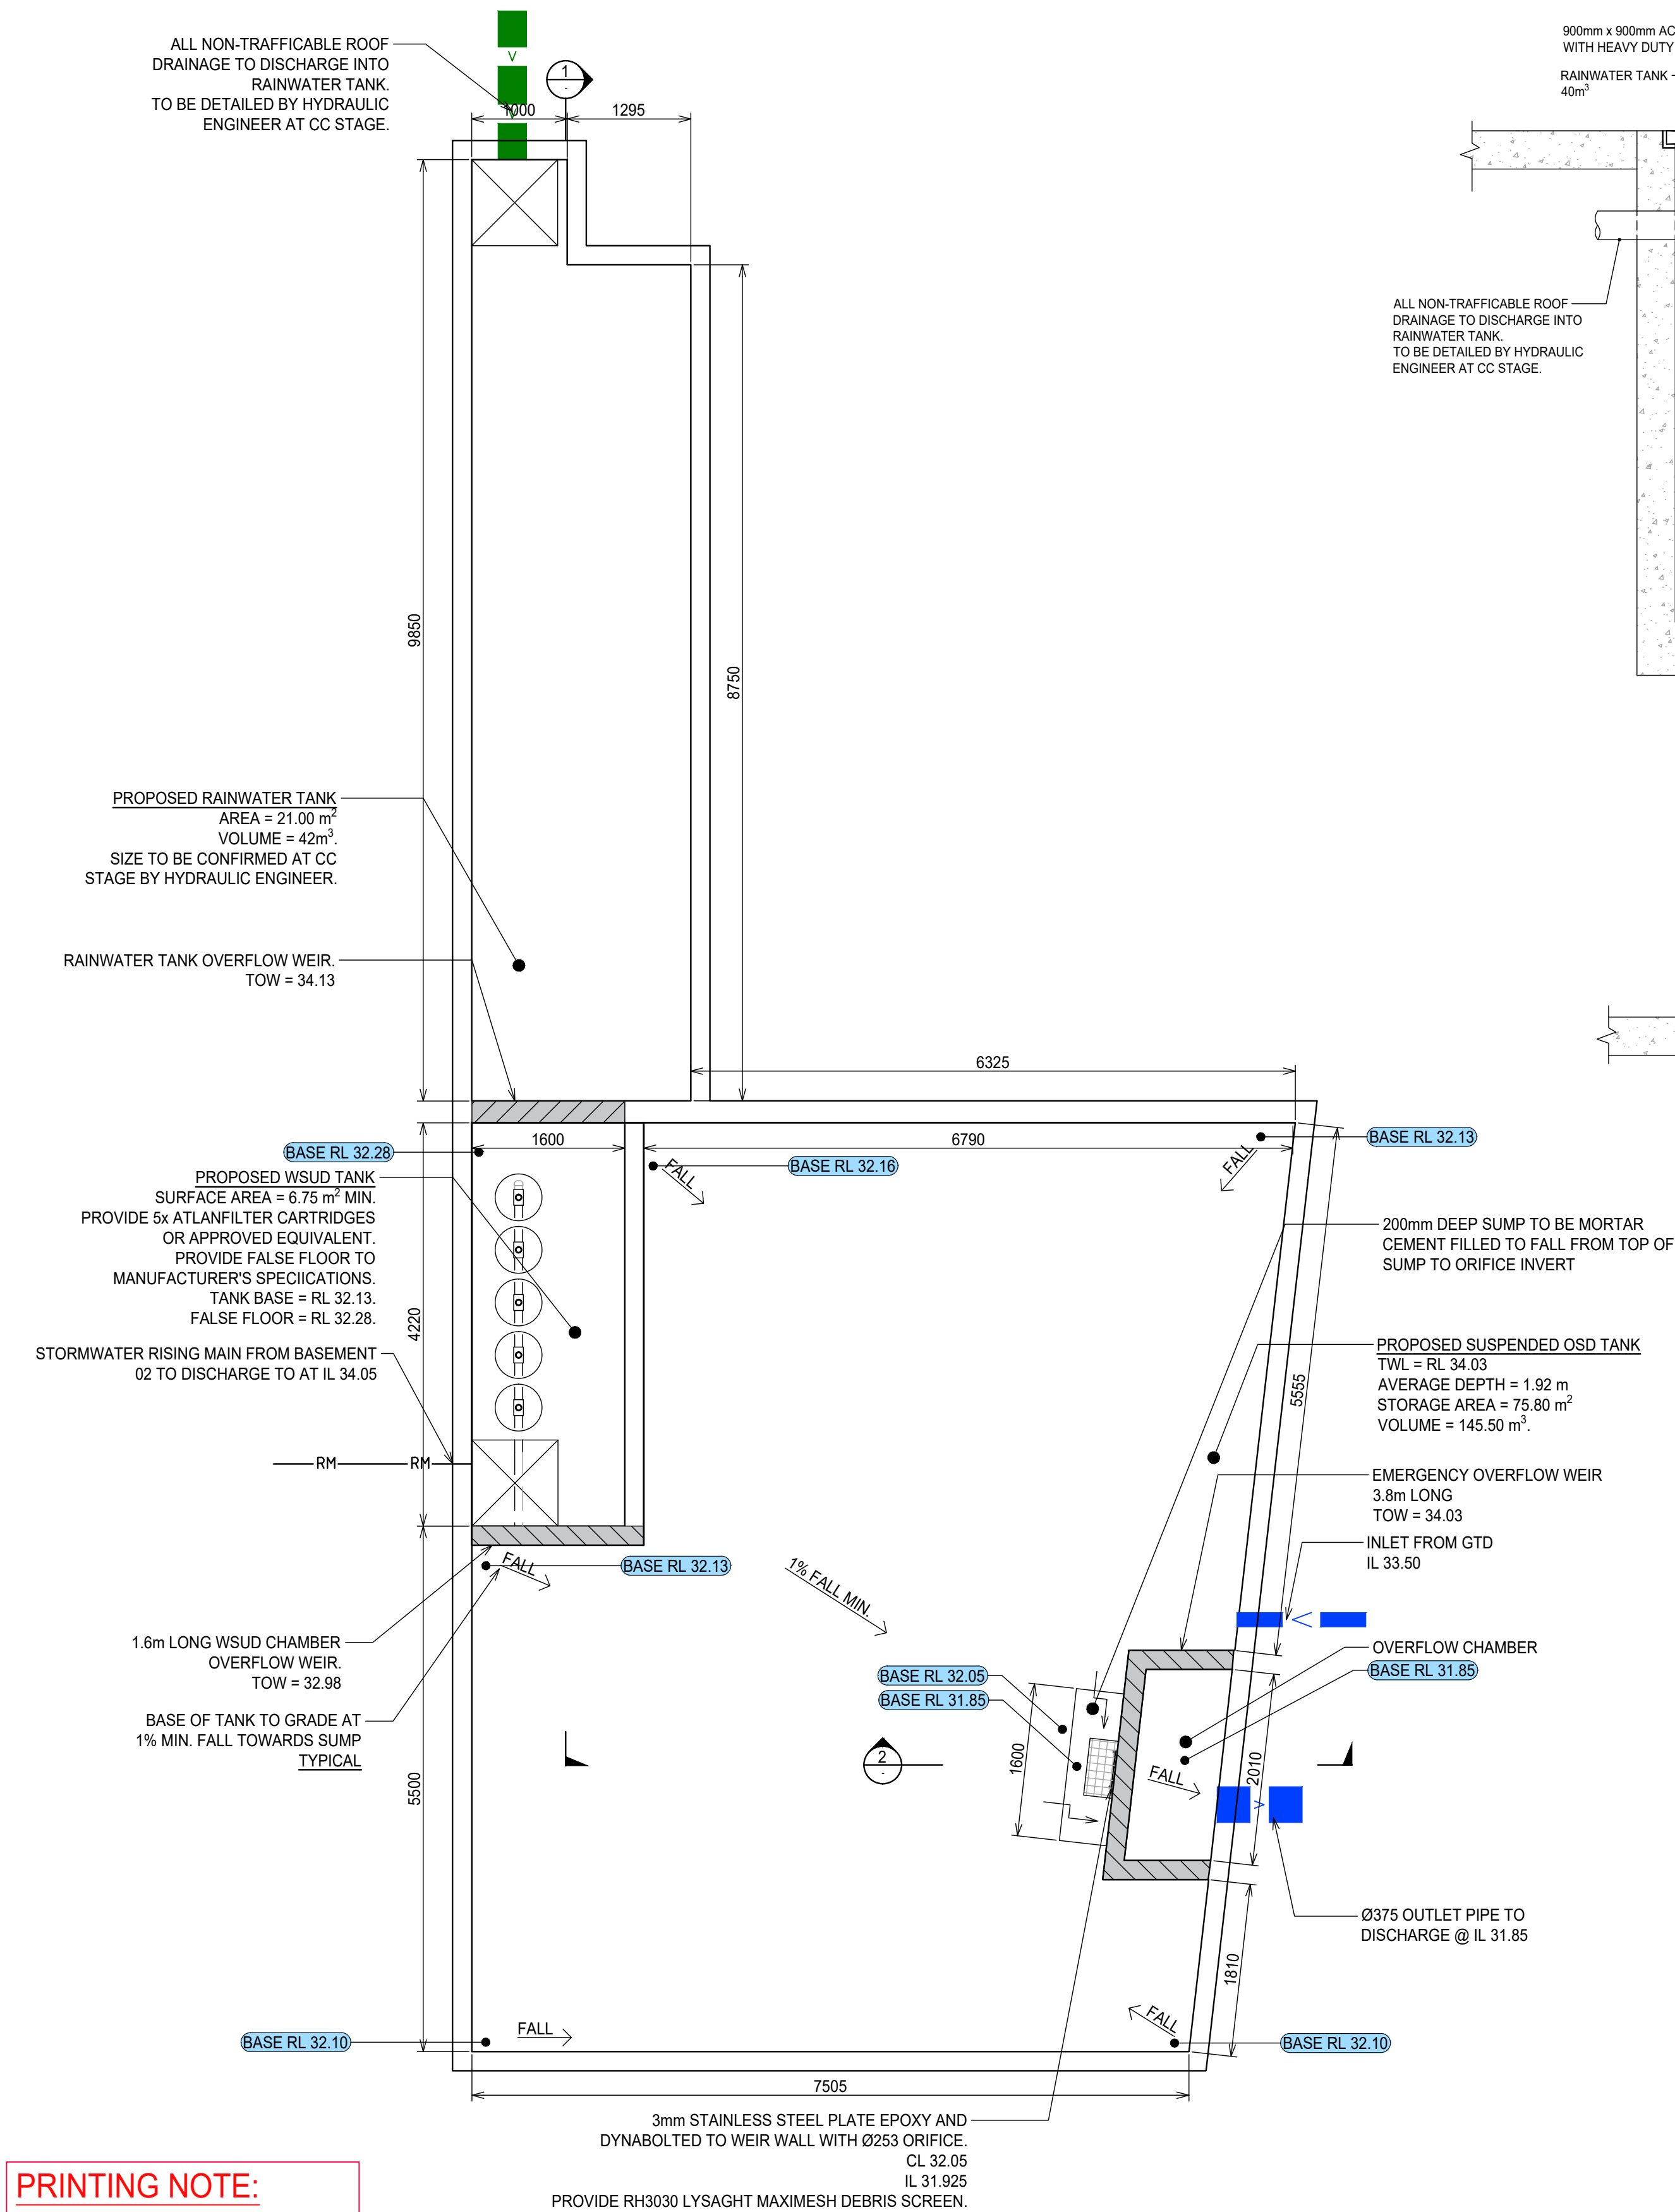 ALL NON-TRAFFICABLE ROOF
DRAINAGE TO DISCHARGE INTO
RAINWATER TANK.
TO BE DETAILED BY HYDRAULIC
ENGINEER AT CC STAGE.
1
-
1000
1295
900mm x 900mm AC
WITH HEAVY DUTY
RAINWATER TANK
40m³
ALL NON-TRAFFICABLE ROOF
DRAINAGE TO DISCHARGE INTO
RAINWATER TANK.
TO BE DETAILED BY HYDRAULIC
ENGINEER AT CC STAGE.
9850
8750
PROPOSED RAINWATER TANK
AREA = 21.00 m²
VOLUME = 42m³.
SIZE TO BE CONFIRMED AT CC
STAGE BY HYDRAULIC ENGINEER.
RAINWATER TANK OVERFLOW WEIR.
TOW = 34.13
6325
1600
6790
BASE RL 32.28
BASE RL 32.16
BASE RL 32.13
FALL
FALL
PROPOSED WSUD TANK
SURFACE AREA = 6.75 m² MIN.
PROVIDE 5x ATLANFILTER CARTRIDGES
OR APPROVED EQUIVALENT.
PROVIDE FALSE FLOOR TO
MANUFACTURER'S SPECIICATIONS.
TANK BASE = RL 32.13.
FALSE FLOOR = RL 32.28.
4220
200mm DEEP SUMP TO BE MORTAR
CEMENT FILLED TO FALL FROM TOP OF
SUMP TO ORIFICE INVERT
STORMWATER RISING MAIN FROM BASEMENT
02 TO DISCHARGE TO AT IL 34.05
5555
PROPOSED SUSPENDED OSD TANK
TWL = RL 34.03
AVERAGE DEPTH = 1.92 m
STORAGE AREA = 75.80 m²
VOLUME = 145.50 m³.
RM
RM
EMERGENCY OVERFLOW WEIR
3.8m LONG
TOW = 34.03
INLET FROM GTD
IL 33.50
FALL
BASE RL 32.13
1% FALL MIN.
1.6m LONG WSUD CHAMBER
OVERFLOW WEIR.
TOW = 32.98
OVERFLOW CHAMBER
BASE RL 31.85
BASE RL 32.05
BASE RL 31.85
BASE OF TANK TO GRADE AT
1% MIN. FALL TOWARDS SUMP
TYPICAL
2
-
1600
FALL
2010
5500
Ø375 OUTLET PIPE TO
DISCHARGE @ IL 31.85
1810
BASE RL 32.10
FALL
FALL
BASE RL 32.10
7505
3mm STAINLESS STEEL PLATE EPOXY AND
DYNABOLTED TO WEIR WALL WITH Ø253 ORIFICE.
CL 32.05
IL 31.925
PROVIDE RH3030 LYSAGHT MAXIMESH DEBRIS SCREEN.
PRINTING NOTE: